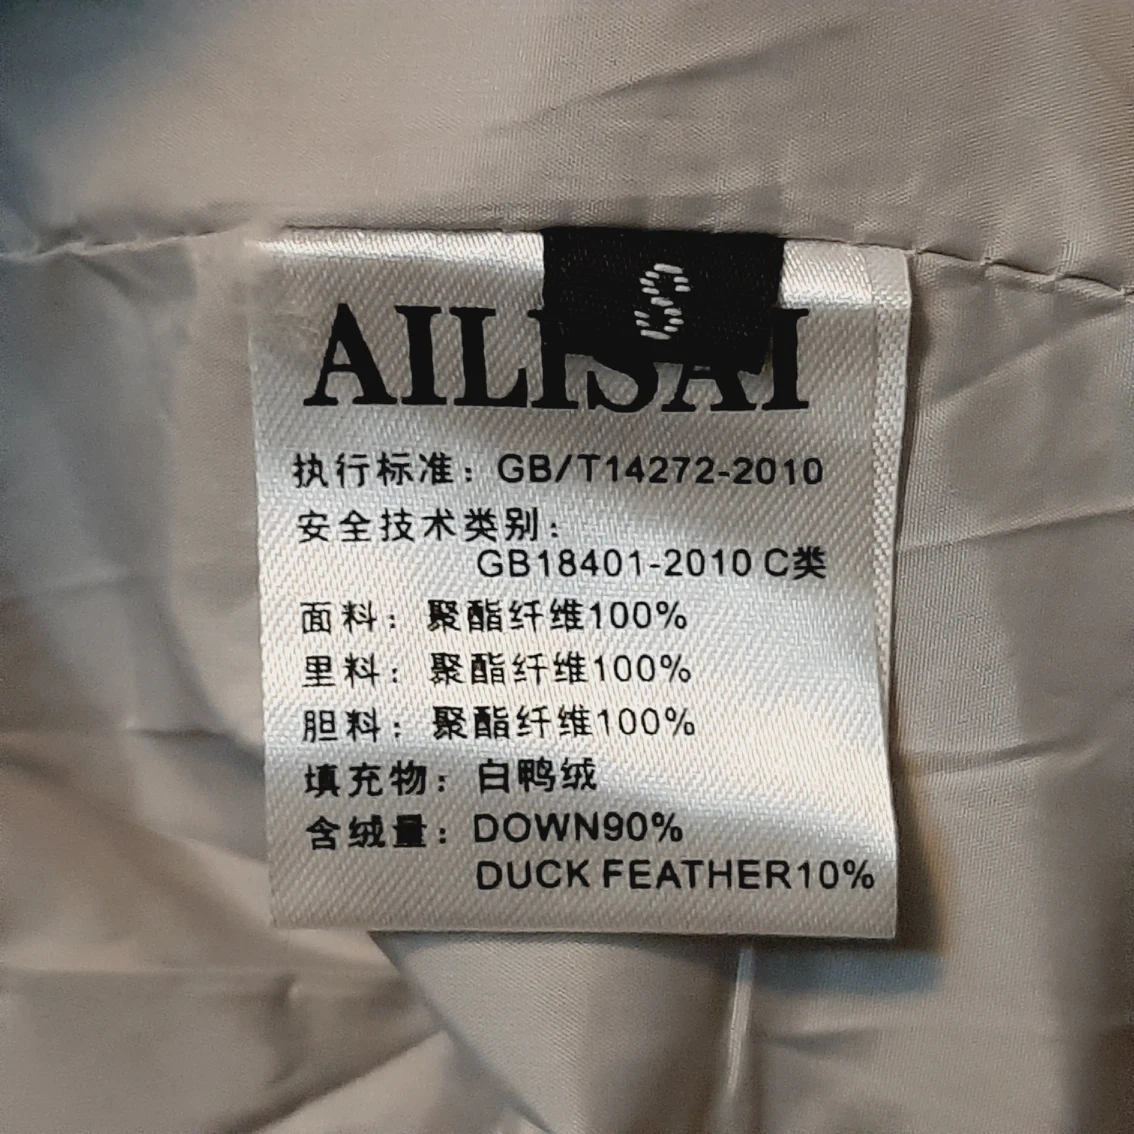 S
AILISAI
执行标准：GB/T14272-2010
安全技术类别：
GB18401-2010 C类
面料：聚酯纤维100%
里料：聚酯纤维100%
胆料：聚酯纤维100%
填充物：白鸭绒
含绒量：DOWN90%
DUCK FEATHER10%